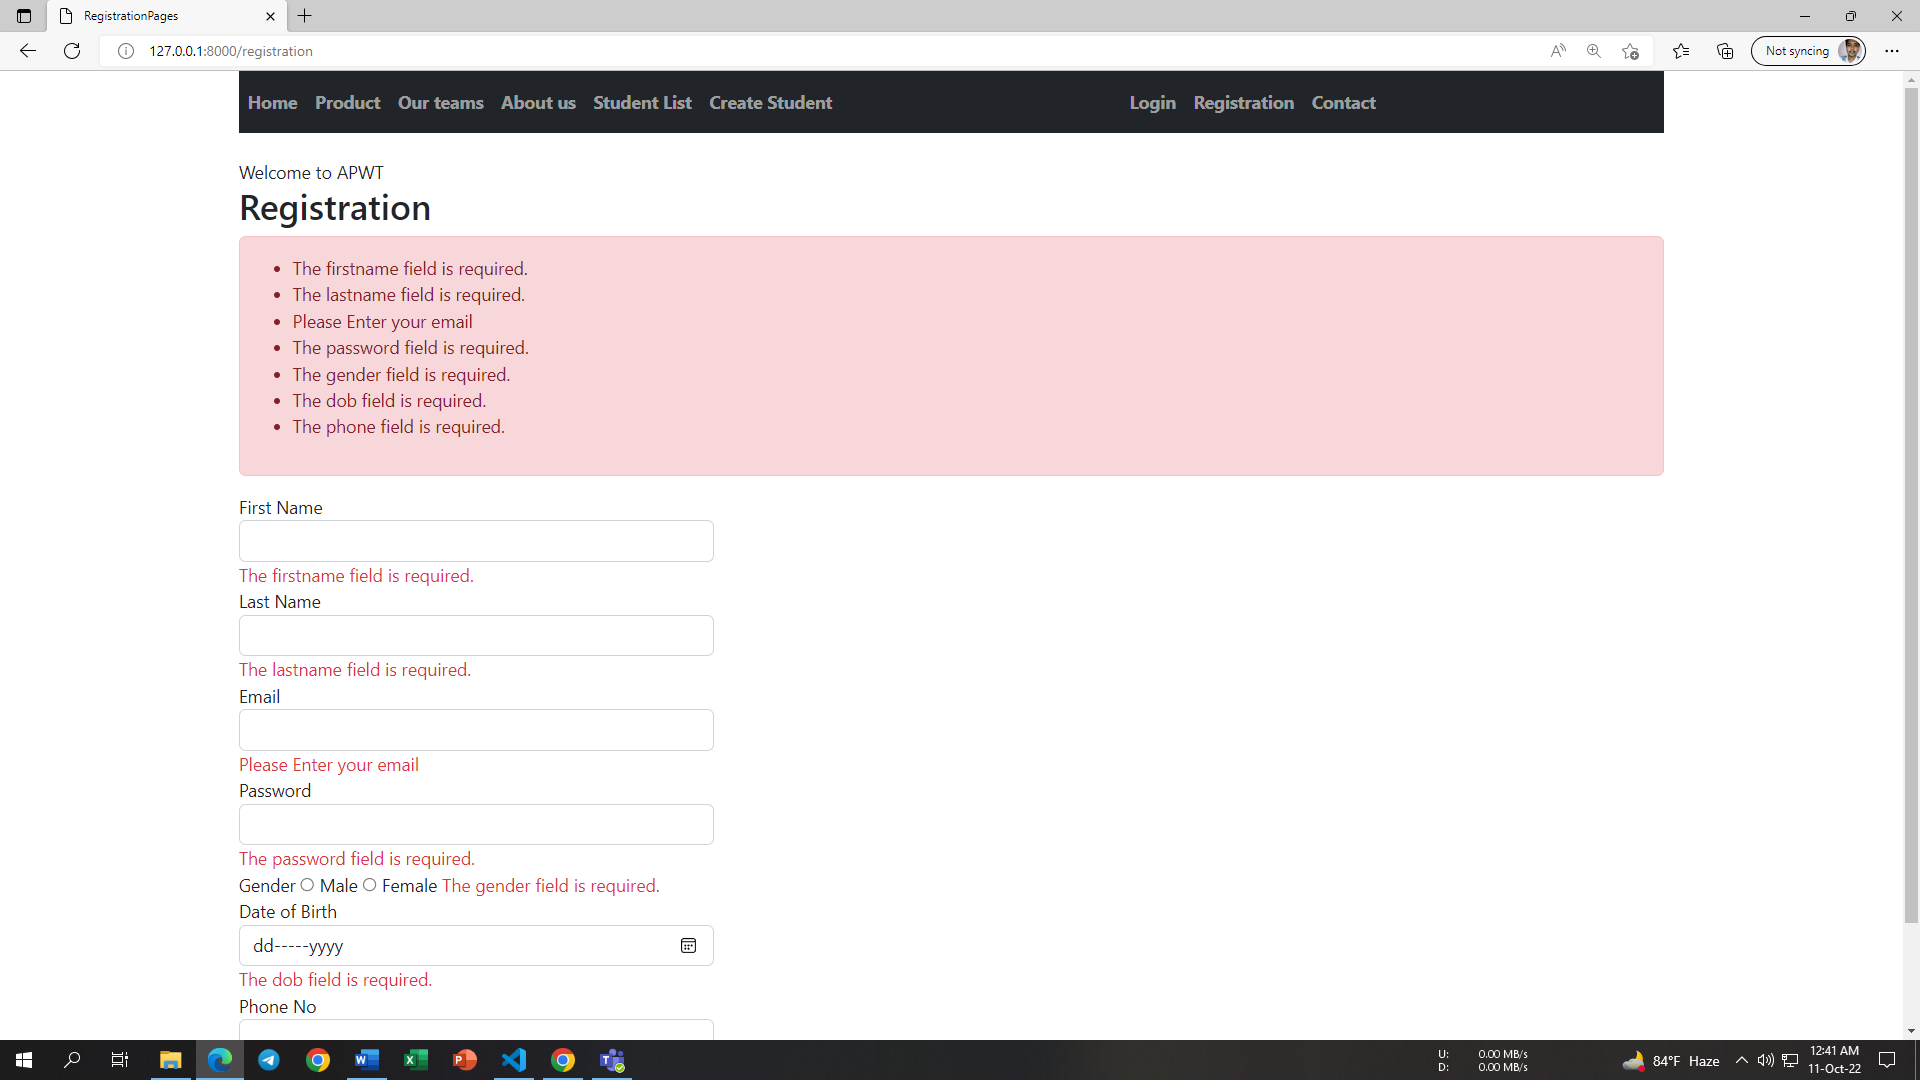 RegistrationPages
127.0.0.1:8000/registration
Not syncing
Home Product Our teams About us Student List Create Student Login Registration Contact
Welcome to APWT
Registration
• The firstname field is required.
• The lastname field is required.
• Please Enter your email
• The password field is required.
• The gender field is required.
• The dob field is required.
• The phone field is required.
First Name
The firstname field is required.
Last Name
The lastname field is required.
Email
Please Enter your email
Password
The password field is required.
Gender Male Female The gender field is required.
Date of Birth
dd-----yyyy
The dob field is required.
Phone No
U: 0.00 MB/s
D: 0.00 MB/s
84°F Haze
12:41 AM
11-Oct-22